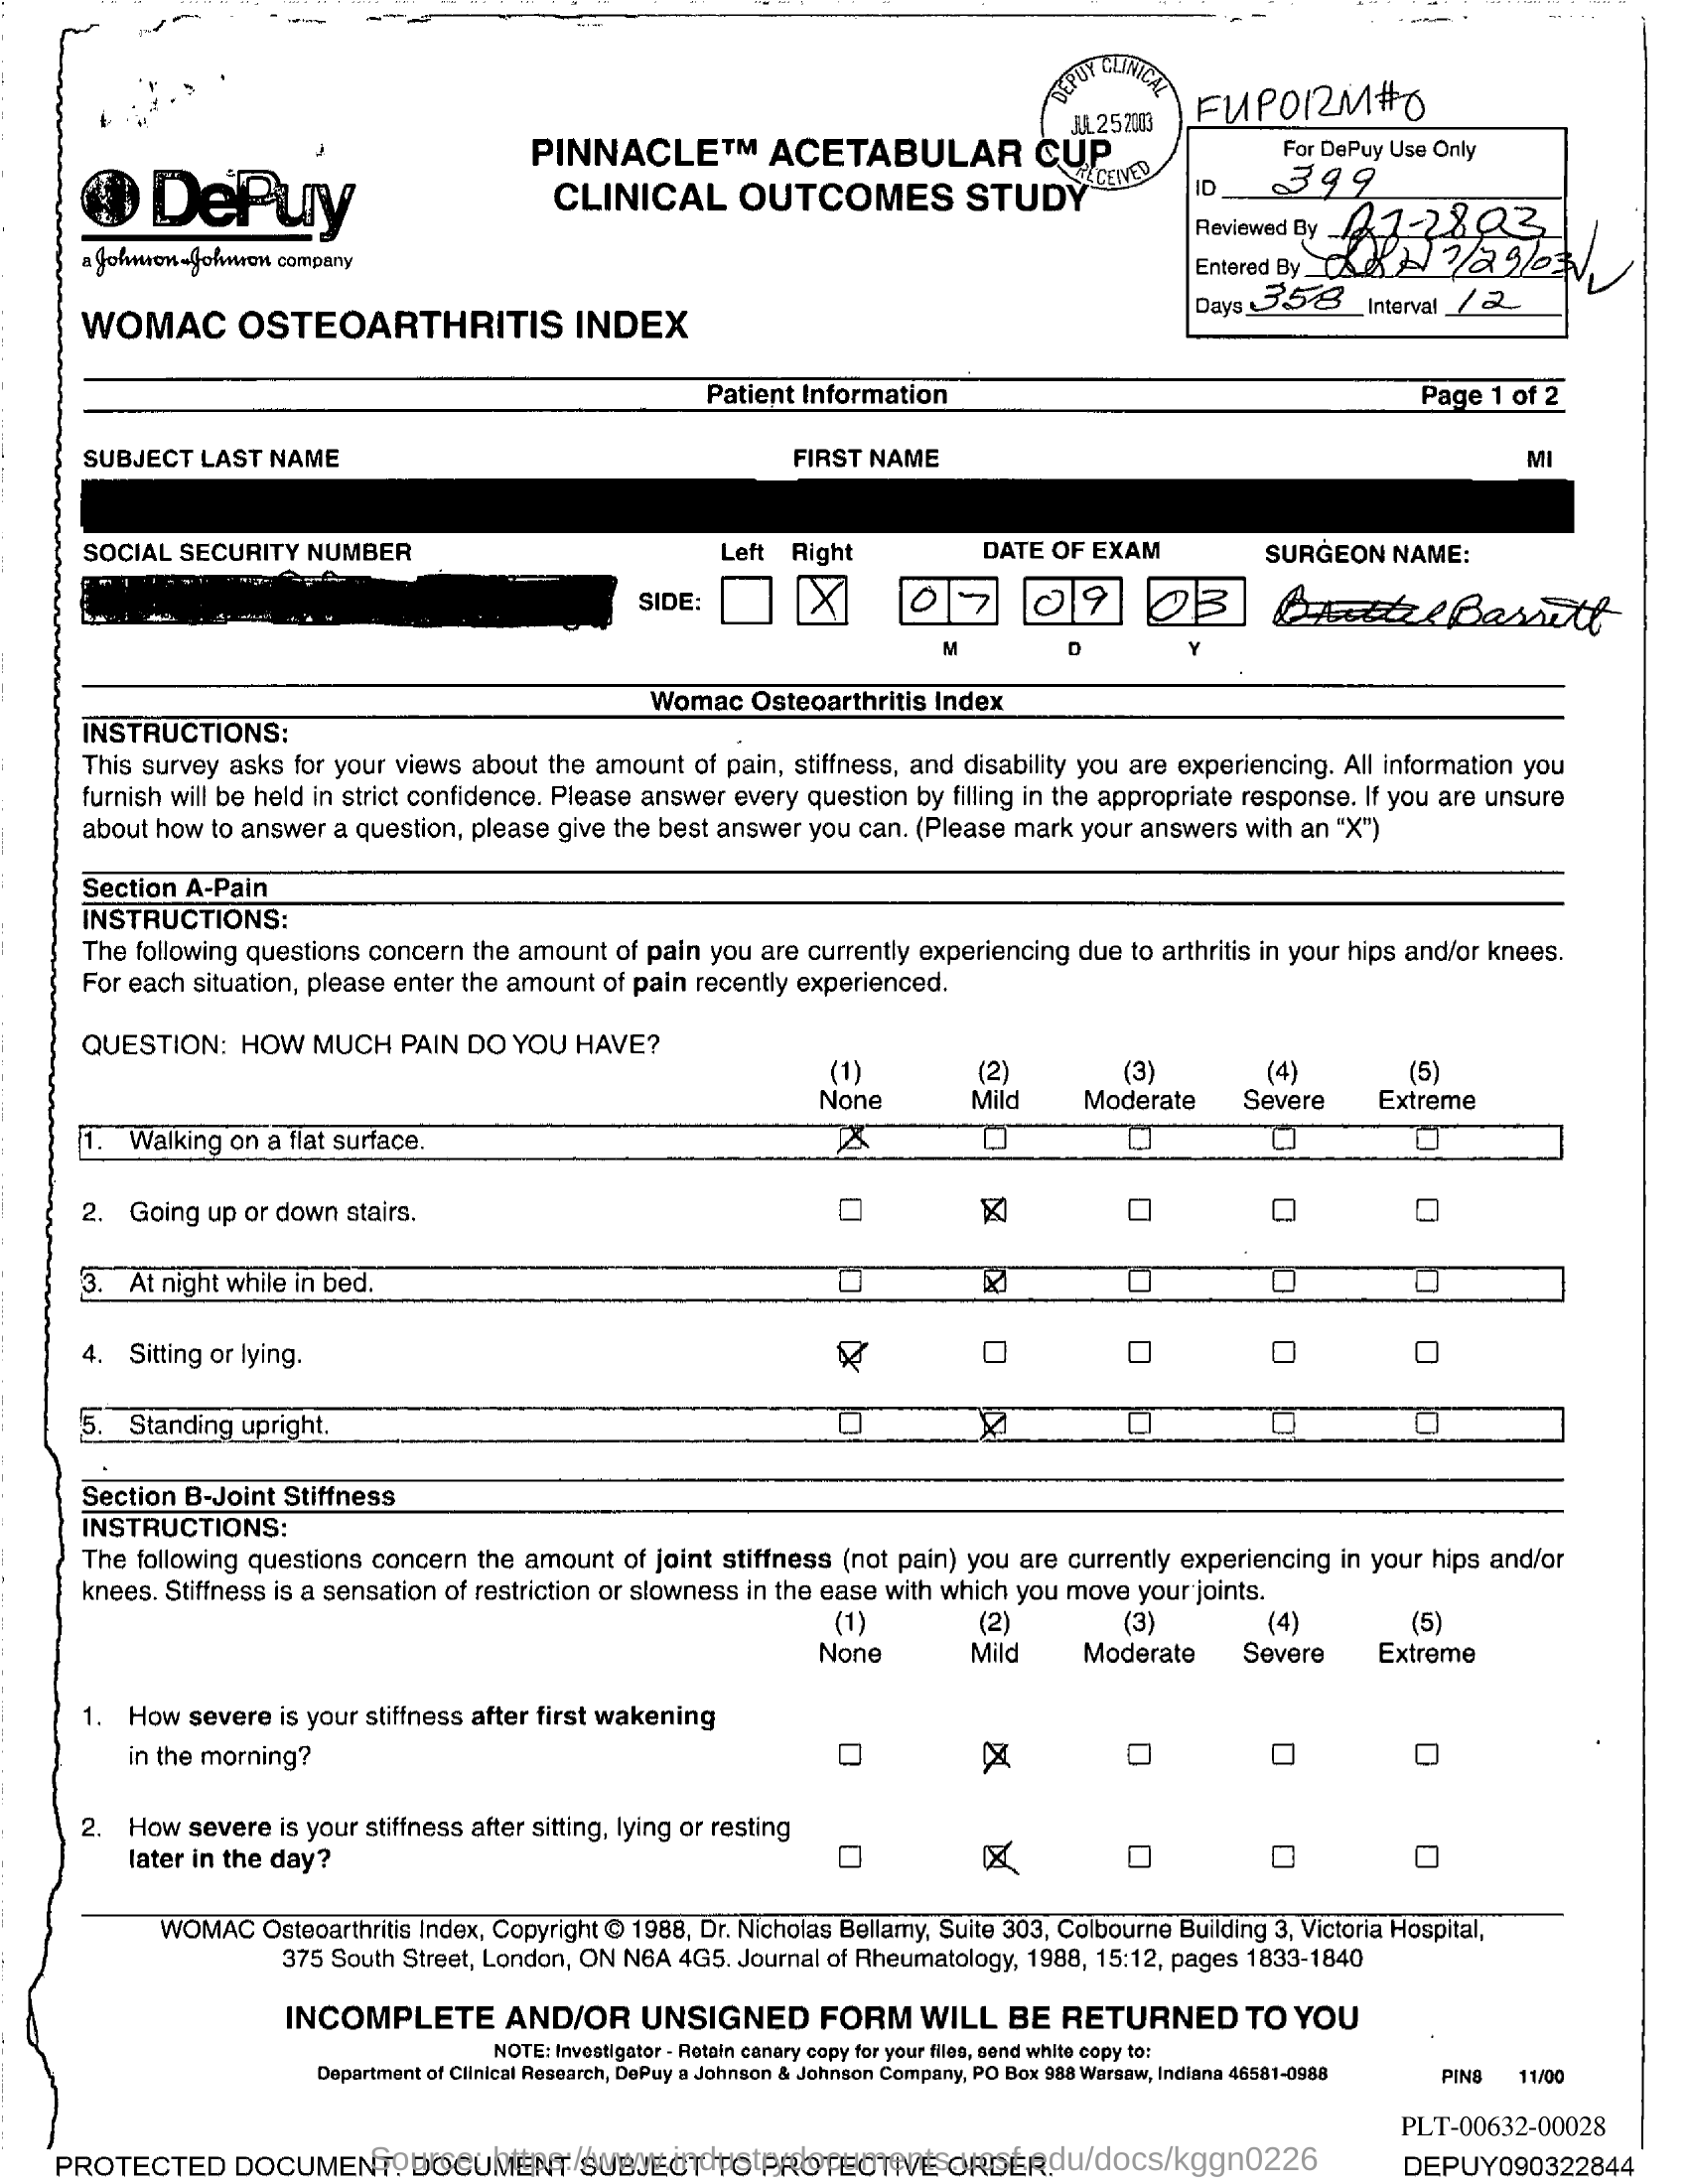 DEPUY CLINICAL
JUL 25 2003
RECEIVED
FUP012M#0
PINNACLE™ ACETABULAR CUP
CLINICAL OUTCOMES STUDY
DePuy
a Johnson & Johnson company
For DePuy Use Only
ID 399
Reviewed By
Entered By 7/29/03
Days 358 Interval 12
WOMAC OSTEOARTHRITIS INDEX
Patient Information Page 1 of 2
SUBJECT LAST NAME FIRST NAME MI
SOCIAL SECURITY NUMBER Left Right DATE OF EXAM SURGEON NAME:
SIDE: X 07 09 03 Barrett
M D Y
Womac Osteoarthritis Index
INSTRUCTIONS:
This survey asks for your views about the amount of pain, stiffness, and disability you are experiencing. All information you
furnish will be held in strict confidence. Please answer every question by filling in the appropriate response. If you are unsure
about how to answer a question, please give the best answer you can. (Please mark your answers with an "X")
Section A-Pain
INSTRUCTIONS:
The following questions concern the amount of pain you are currently experiencing due to arthritis in your hips and/or knees.
For each situation, please enter the amount of pain recently experienced.
QUESTION: HOW MUCH PAIN DO YOU HAVE?
(1) (2) (3) (4) (5)
None Mild Moderate Severe Extreme
1. Walking on a flat surface.
2. Going up or down stairs.
3. At night while in bed.
4. Sitting or lying.
5. Standing upright.
Section B-Joint Stiffness
INSTRUCTIONS:
The following questions concern the amount of joint stiffness (not pain) you are currently experiencing in your hips and/or
knees. Stiffness is a sensation of restriction or slowness in the ease with which you move your joints.
(1) (2) (3) (4) (5)
None Mild Moderate Severe Extreme
1. How severe is your stiffness after first wakening
in the morning?
2. How severe is your stiffness after sitting, lying or resting
later in the day?
WOMAC Osteoarthritis Index, Copyright © 1988, Dr. Nicholas Bellamy, Suite 303, Colbourne Building 3, Victoria Hospital,
375 South Street, London, ON N6A 4G5. Journal of Rheumatology, 1988, 15:12, pages 1833-1840
INCOMPLETE AND/OR UNSIGNED FORM WILL BE RETURNED TO YOU
NOTE: Investigator - Retain canary copy for your files, send white copy to:
Department of Clinical Research, DePuy a Johnson & Johnson Company, PO Box 988 Warsaw, Indiana 46581-0988
PIN8 11/00
PLT-00632-00028
PROTECTED DOCUMENT. DOCUMENT SUBJECT TO PROTECTIVE ORDER.
Source: https://www.industrydocuments.ucsf.edu/docs/kggn0226
DEPUY090322844